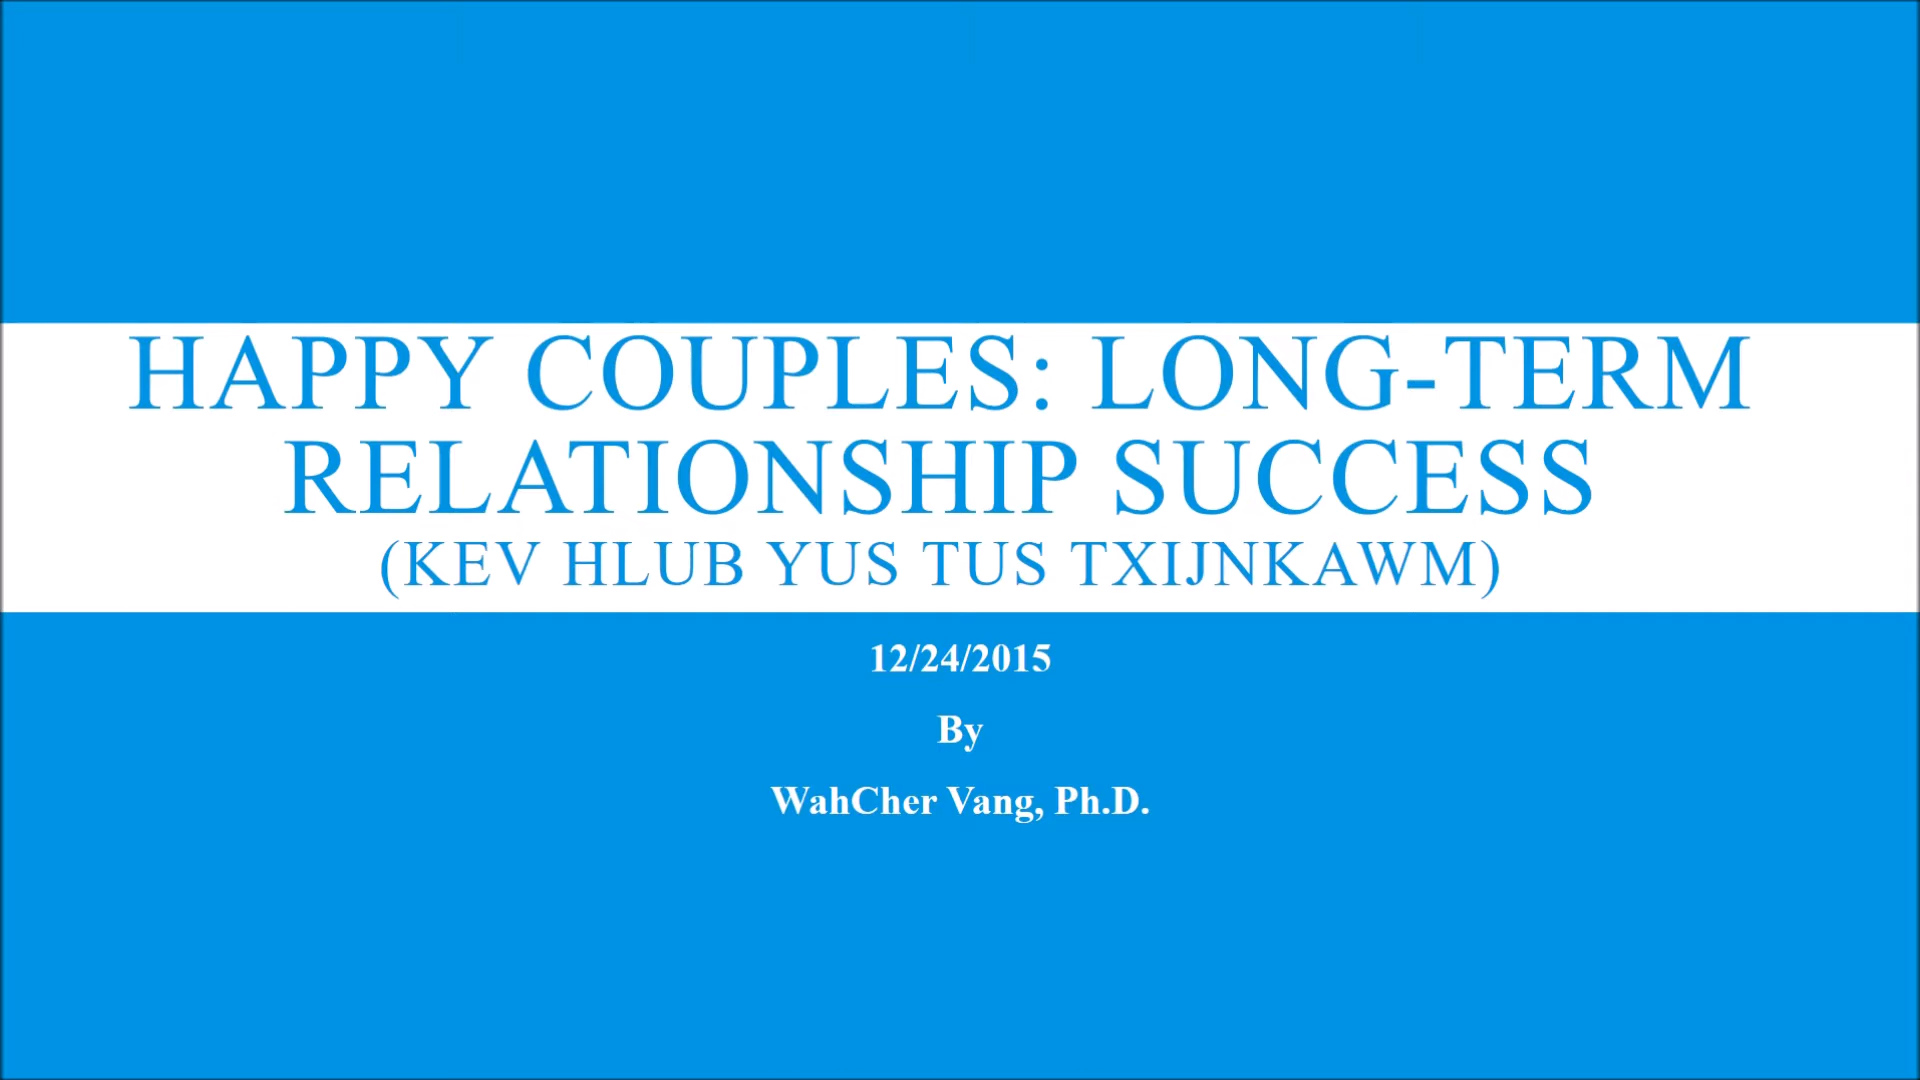 HAPPY COUPLES: LONG-TERM
RELATIONSHIP SUCCESS
(KEV HLUB YUS TUS TXIJNKAWM)
12/24/2015
By
WahCher Vang, Ph.D.